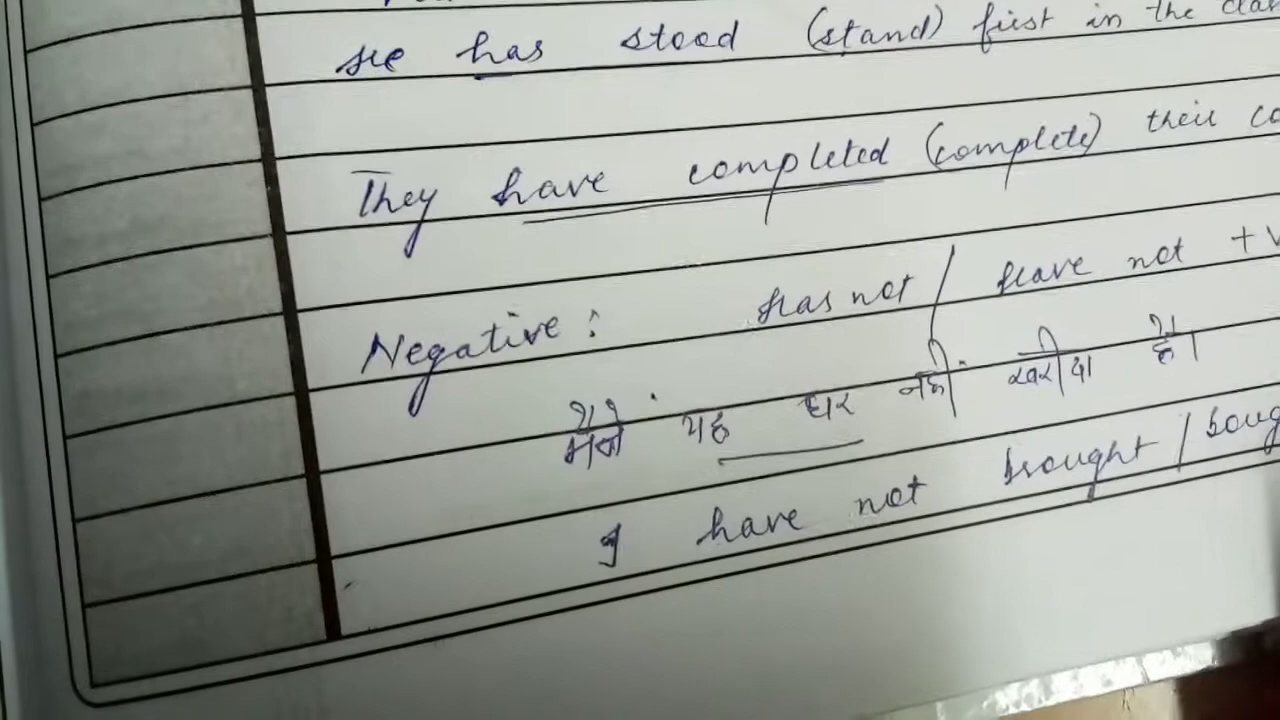 He has stood (stand) first in the
They have completed (complete) their
Negative: Has not / Have not +V
मैंने यह घर नहीं खरीदा है।
I have not brought /